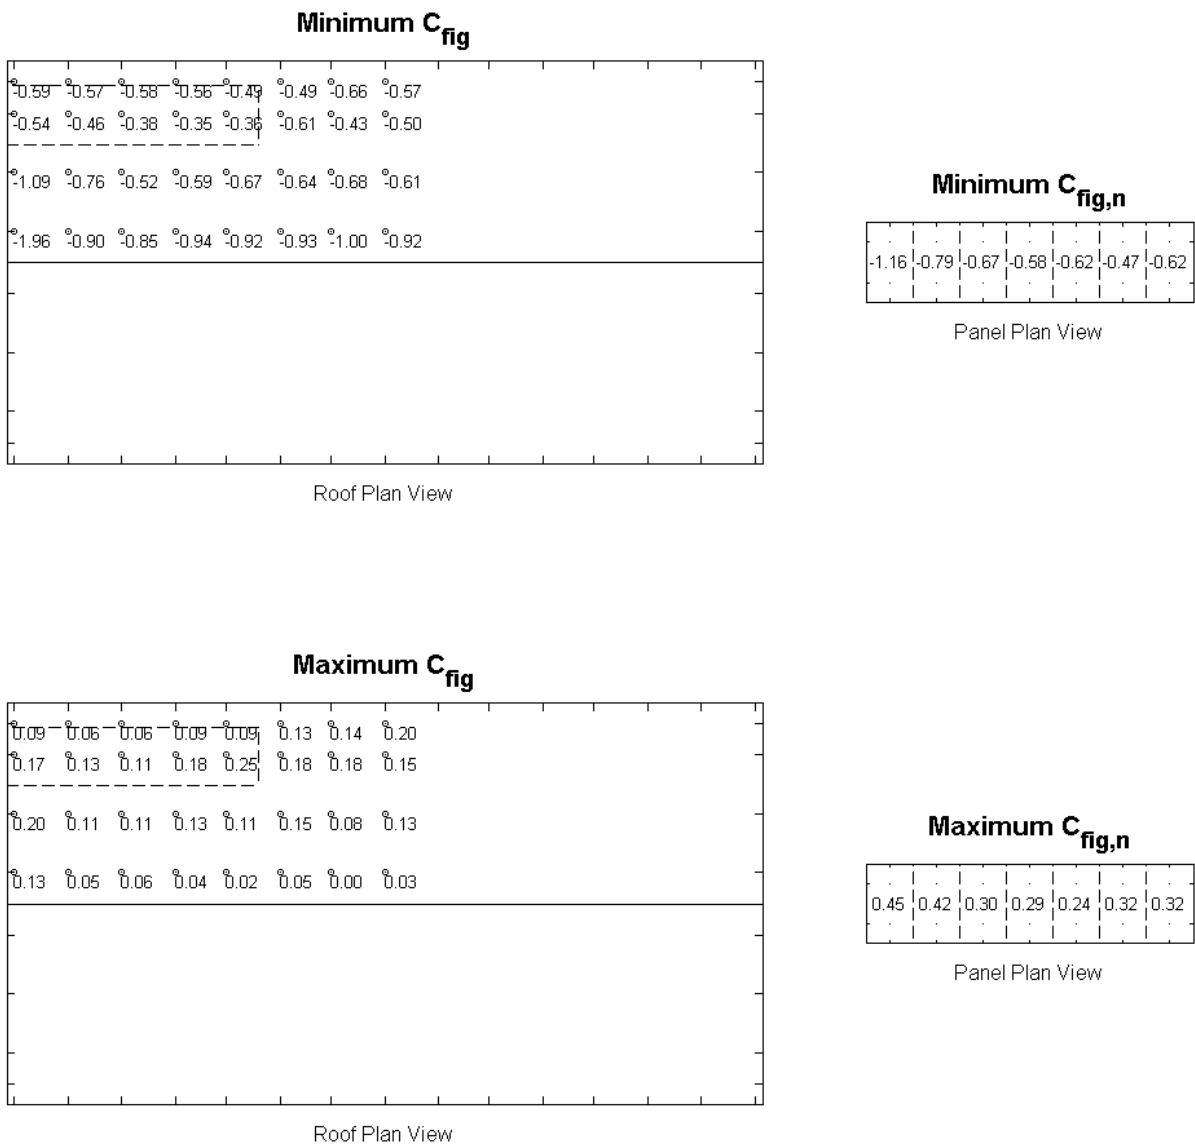 Minimum C_fig
-0.59 -0.57 -0.58 -0.56 -0.49 -0.49 -0.66 -0.57
-0.54 -0.46 -0.38 -0.35 -0.36 -0.61 -0.43 -0.50
-1.09 -0.76 -0.52 -0.59 -0.67 -0.64 -0.68 -0.61
-1.96 -0.90 -0.85 -0.94 -0.92 -0.93 -1.00 -0.92
Roof Plan View
Minimum C_fig,n
-1.16 -0.79 -0.67 -0.58 -0.62 -0.47 -0.62
Panel Plan View
Maximum C_fig
0.09 0.06 0.06 0.09 0.09 0.13 0.14 0.20
0.17 0.13 0.11 0.18 0.25 0.18 0.18 0.15
0.20 0.11 0.11 0.13 0.11 0.15 0.08 0.13
0.13 0.05 0.06 0.04 0.02 0.05 0.00 0.03
Roof Plan View
Maximum C_fig,n
0.45 0.42 0.30 0.29 0.24 0.32 0.32
Panel Plan View